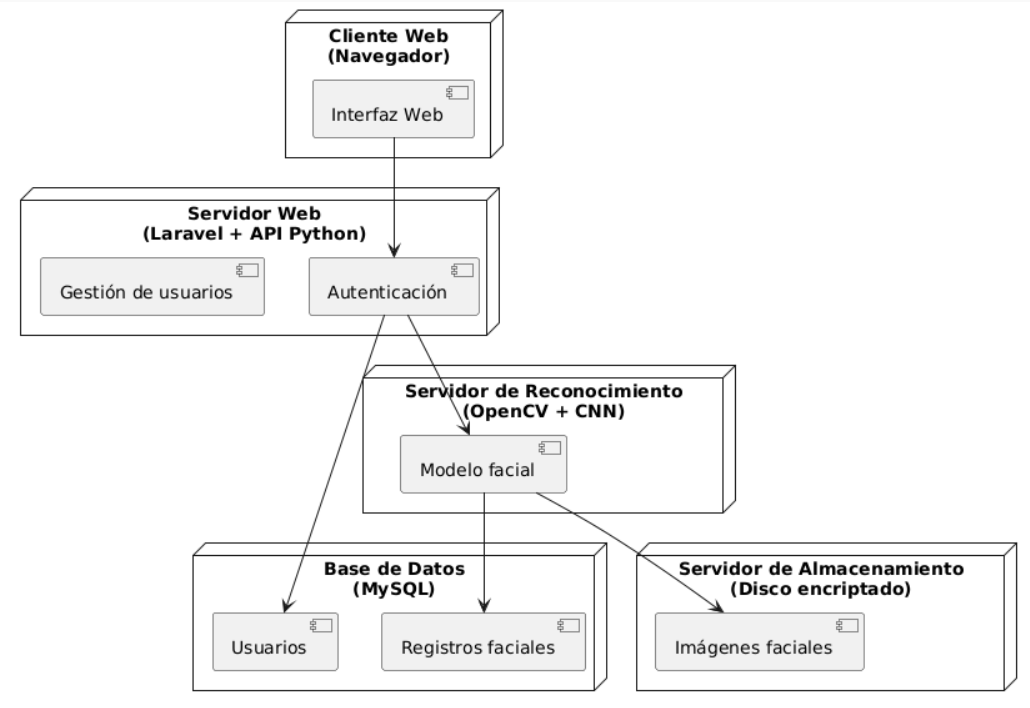 Cliente Web
(Navegador)
Interfaz Web
Servidor Web
(Laravel + API Python)
Gestión de usuarios
Autenticación
Servidor de Reconocimiento
(OpenCV + CNN)
Modelo facial
Base de Datos
(MySQL)
Usuarios
Registros faciales
Servidor de Almacenamiento
(Disco encriptado)
Imágenes faciales